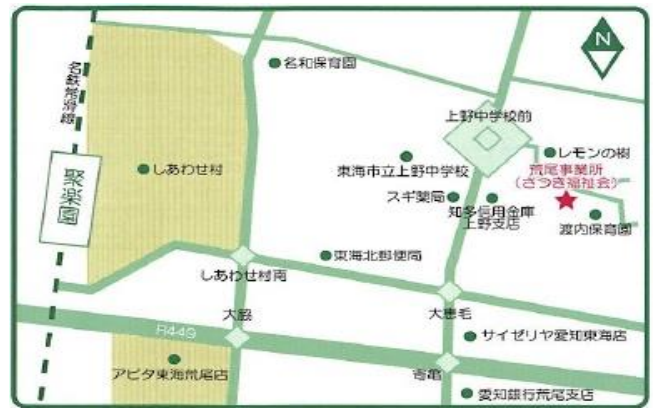 N
名和保育園
名鉄常滑線
上野中学校前
レモンの樹
しあわせ村
東海市立上野中学校
荒尾事業所
(さつき福祉会)
聚楽園
スギ薬局
知多信用金庫
上野支店
渡内保育園
東海北郵便局
しあわせ村南
大脇
大恵毛
R449
サイゼリヤ愛知東海店
アピタ東海荒尾店
壱亀
愛知銀行荒尾支店